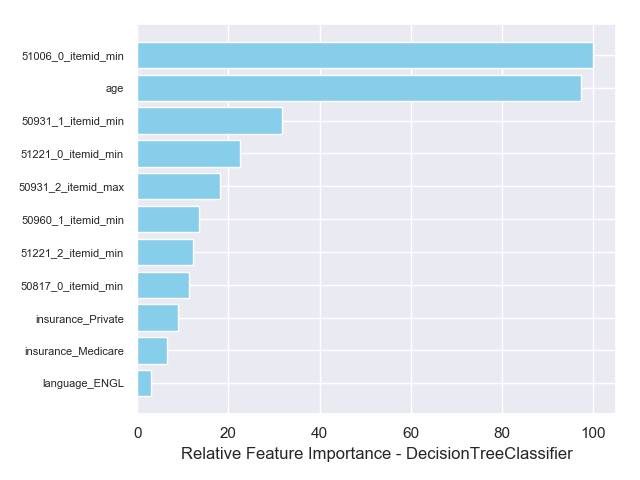 51006_0_itemid_min
age
50931_1_itemid_min
51221_0_itemid_min
50931_2_itemid_max
50960_1_itemid_min
51221_2_itemid_min
50817_0_itemid_min
insurance_Private
insurance_Medicare
language_ENGL
0 20 40 60 80 100
Relative Feature Importance - DecisionTreeClassifier